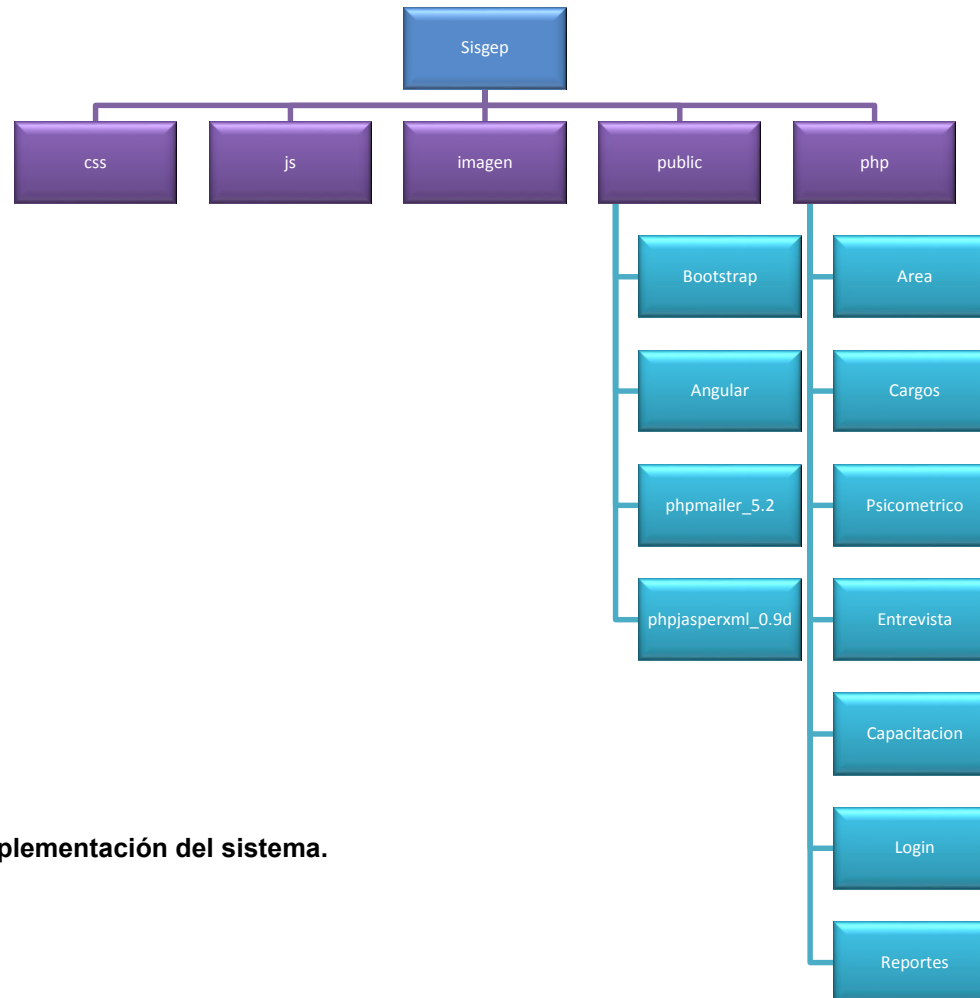 Sisgep
css
js
imagen
public
php
Bootstrap
Area
Angular
Cargos
phpmailer_5.2
Psicometrico
phpjasperxml_0.9d
Entrevista
Capacitacion
plementación del sistema.
Login
Reportes